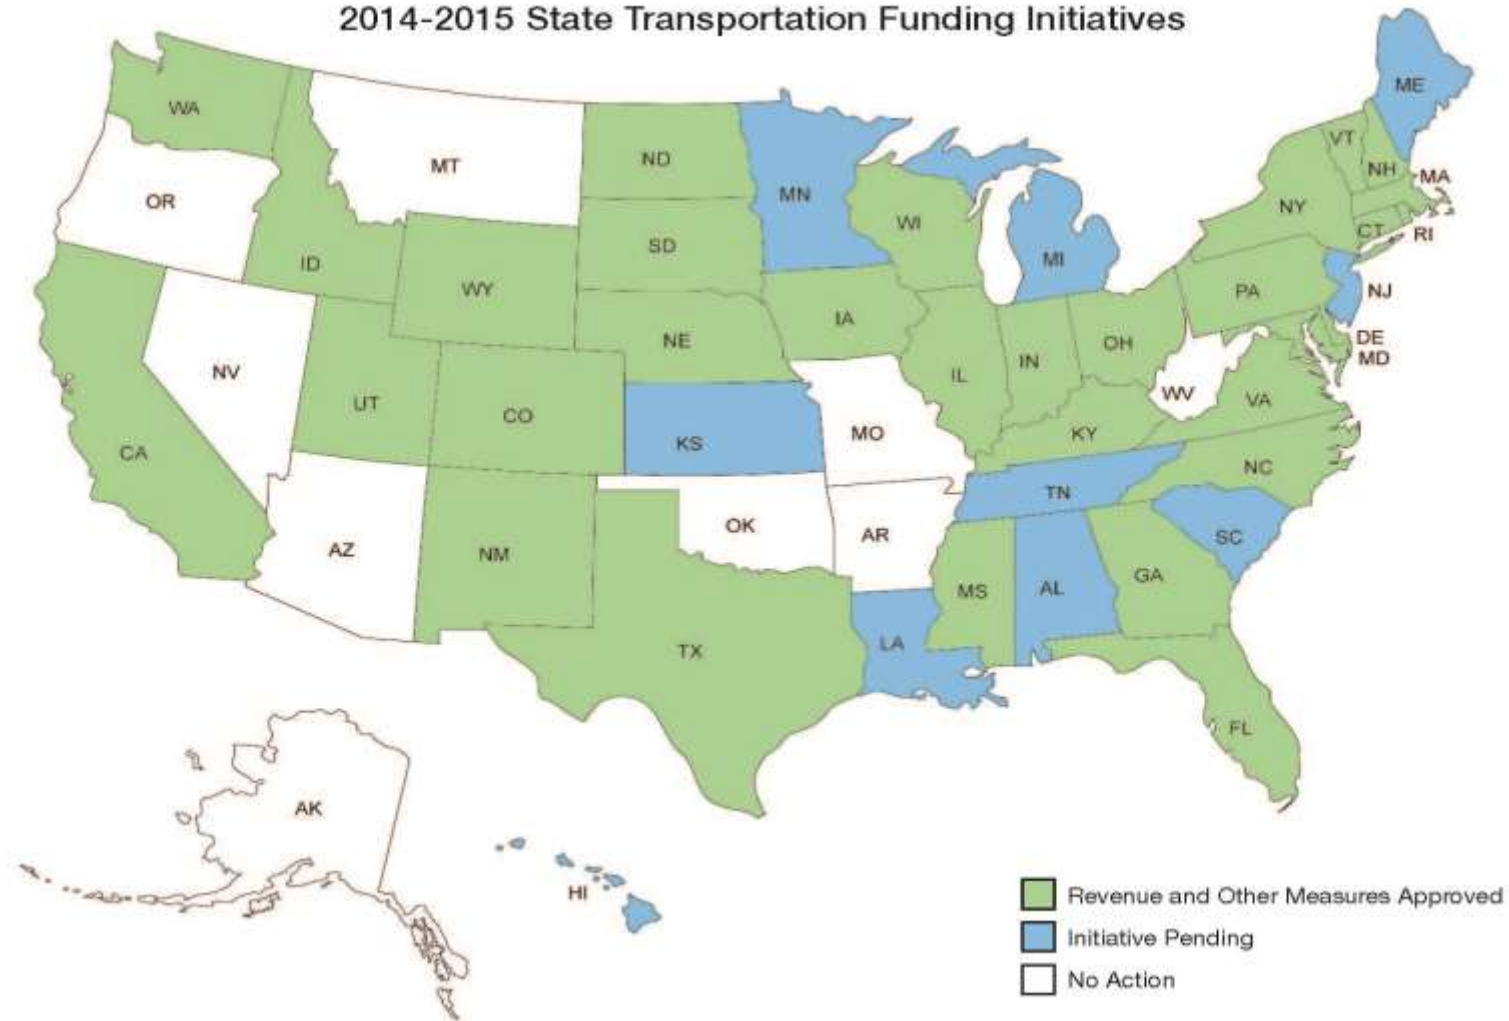 2014-2015 State Transportation Funding Initiatives
ME
WA
VT
MT
ND
NH
MA
MN
OR
NY
WI
CT
RI
SD
MI
ID
WY
PA
NJ
IA
NE
OH
DE
MD
IN
NV
IL
WV
UT
VA
CO
MO
KY
KS
CA
NC
TN
OK
AR
SC
AZ
NM
GA
MS
AL
LA
TX
FL
AK
HI
Revenue and Other Measures Approved
Initiative Pending
No Action